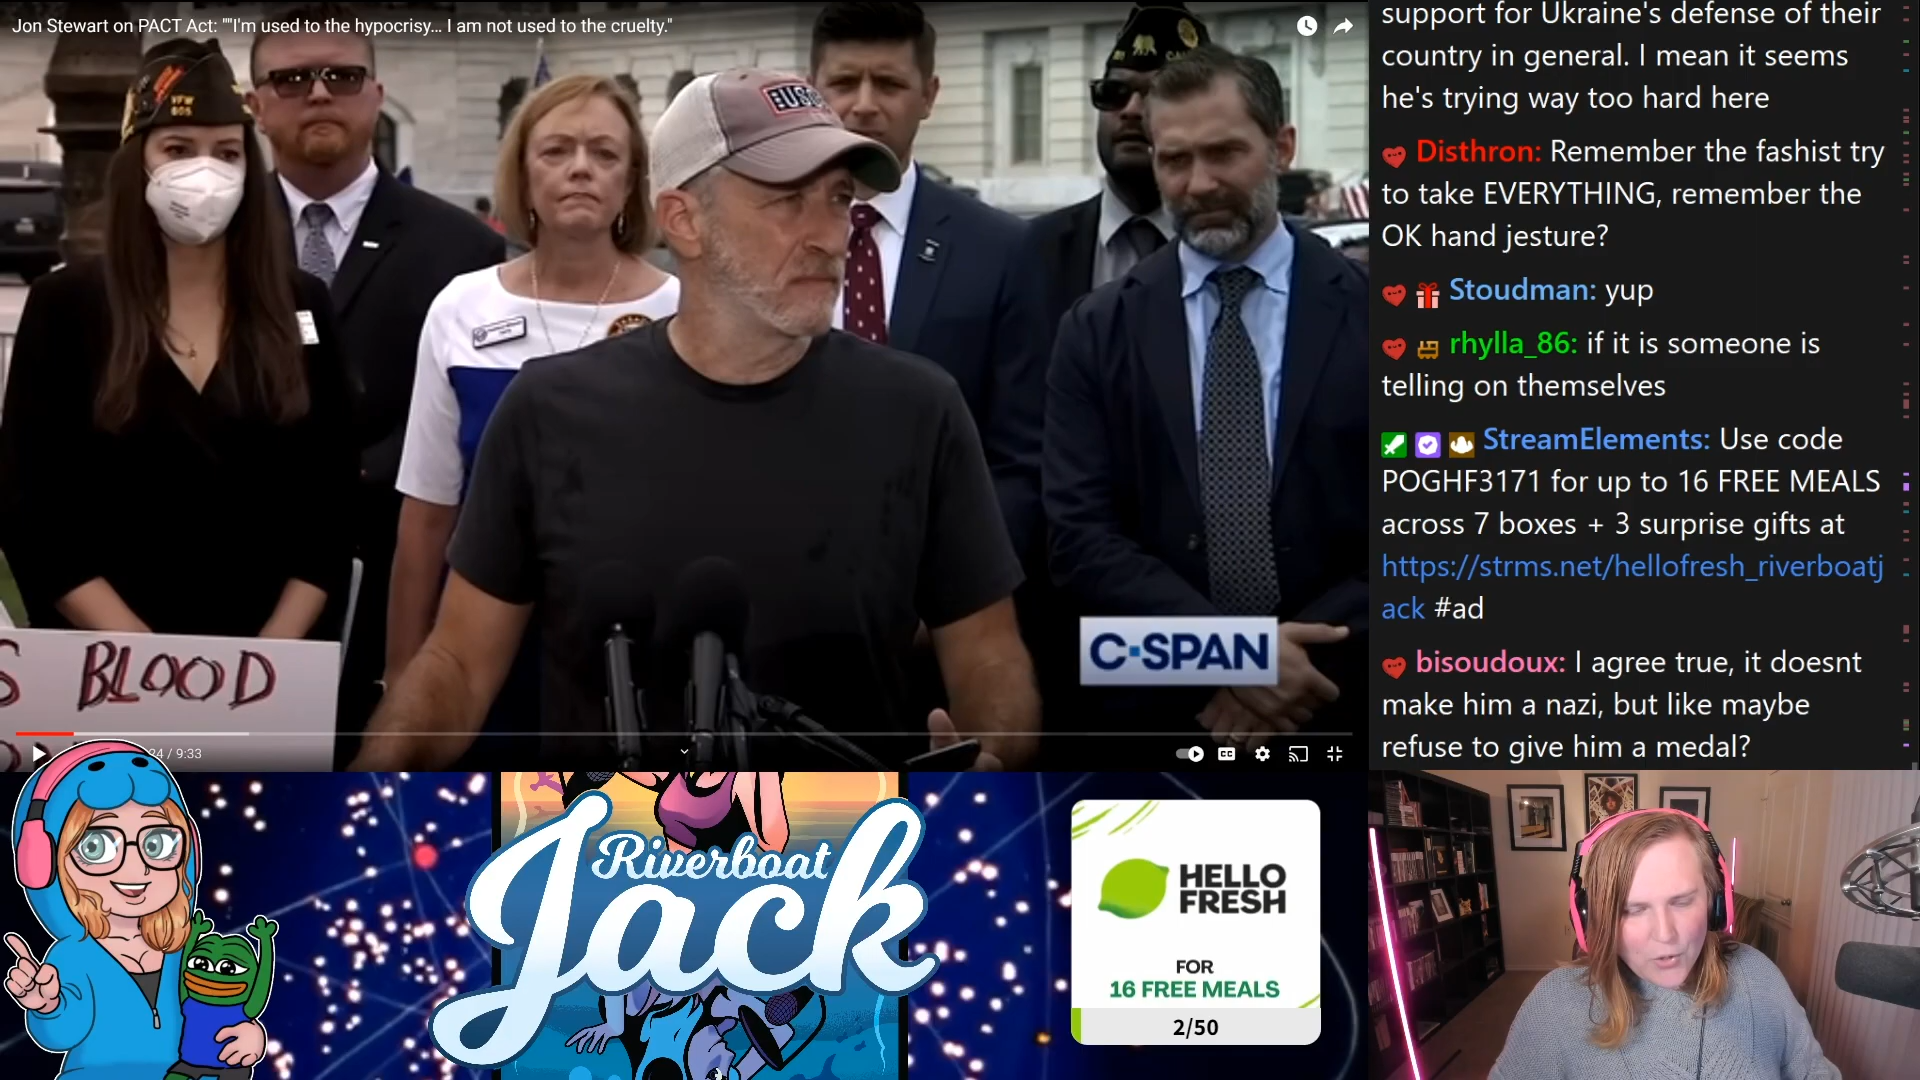 Jon Stewart on PACT Act: ""I'm used to the hypocrisy... I am not used to the cruelty."
support for Ukraine's defense of their
country in general. I mean it seems
he's trying way too hard here
Disthron: Remember the fashist try
to take EVERYTHING, remember the
OK hand jesture?
Stoudman: yup
rhylla_86: if it is someone is
telling on themselves
StreamElements: Use code
POGHF3171 for up to 16 FREE MEALS
across 7 boxes + 3 surprise gifts at
https://strms.net/hellofresh_riverboatj
ack #ad
bisoudoux: I agree true, it doesnt
make him a nazi, but like maybe
refuse to give him a medal?
VFW
805
USO
C-SPAN
S BLOOD
24 / 9:33
CC
Riverboat
Jack
HELLO
FRESH
FOR
16 FREE MEALS
2/50